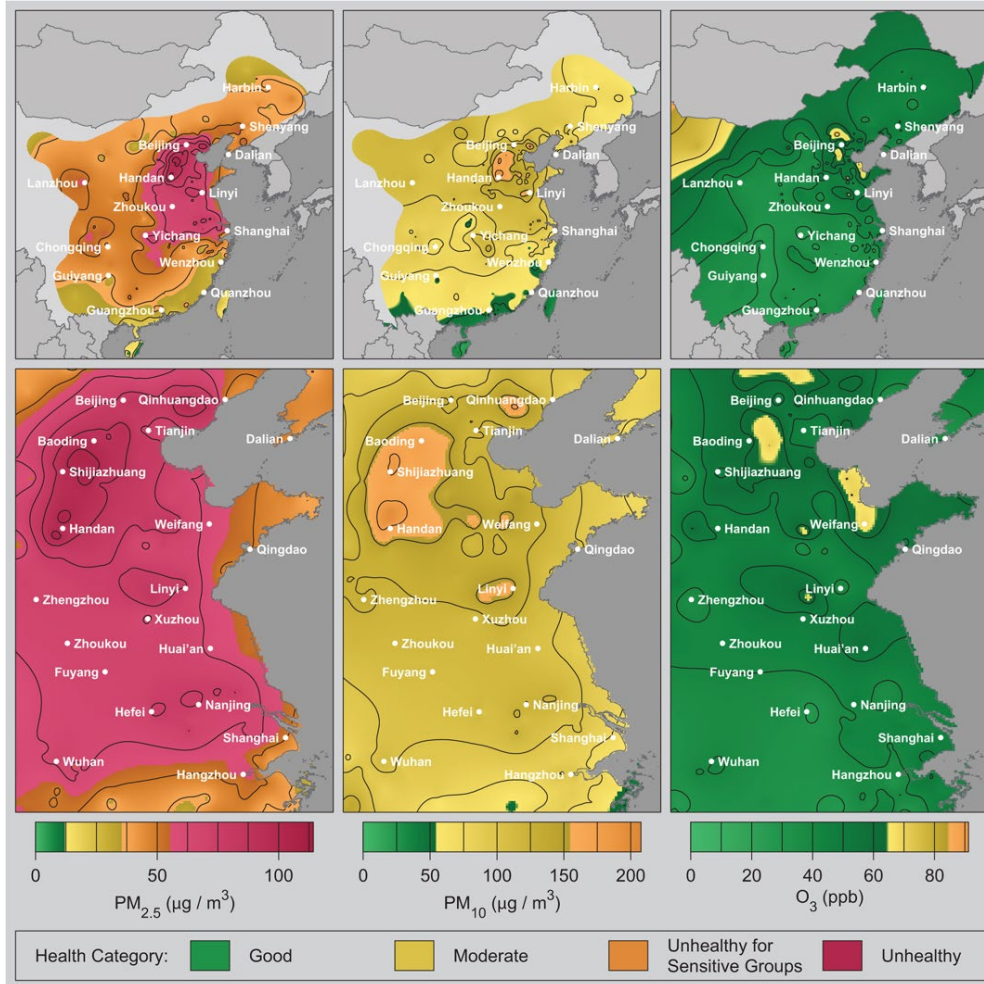 Harbin
Shenyang
Beijing
Dalian
Handan
Lanzhou
Linyi
Zhoukou
Shanghai
Yichang
Chongqing
Wenzhou
Guiyang
Quanzhou
Guangzhou
Harbin
Shenyang
Beijing
Dalian
Handan
Lanzhou
Linyi
Zhoukou
Shanghai
Yichang
Chongqing
Wenzhou
Guiyang
Quanzhou
Guangzhou
Harbin
Shenyang
Beijing
Dalian
Handan
Lanzhou
Linyi
Zhoukou
Shanghai
Yichang
Chongqing
Wenzhou
Guiyang
Quanzhou
Guangzhou
Beijing
Qinhuangdao
Tianjin
Baoding
Dalian
Shijiazhuang
Handan
Weifang
Qingdao
Linyi
Zhengzhou
Xuzhou
Zhoukou
Huai'an
Fuyang
Hefei
Nanjing
Shanghai
Wuhan
Hangzhou
Beijing
Qinhuangdao
Tianjin
Baoding
Dalian
Shijiazhuang
Handan
Weifang
Qingdao
Linyi
Zhengzhou
Xuzhou
Zhoukou
Huai'an
Fuyang
Hefei
Nanjing
Shanghai
Wuhan
Hangzhou
Beijing
Qinhuangdao
Tianjin
Baoding
Dalian
Shijiazhuang
Handan
Weifang
Qingdao
Linyi
Zhengzhou
Xuzhou
Zhoukou
Huai'an
Fuyang
Hefei
Nanjing
Shanghai
Wuhan
Hangzhou
0 50 100
PM2.5 (µg / m³)
0 50 100 150 200
PM10 (µg / m³)
0 20 40 60 80
O3 (ppb)
Health Category: Good Moderate Unhealthy for Sensitive Groups Unhealthy